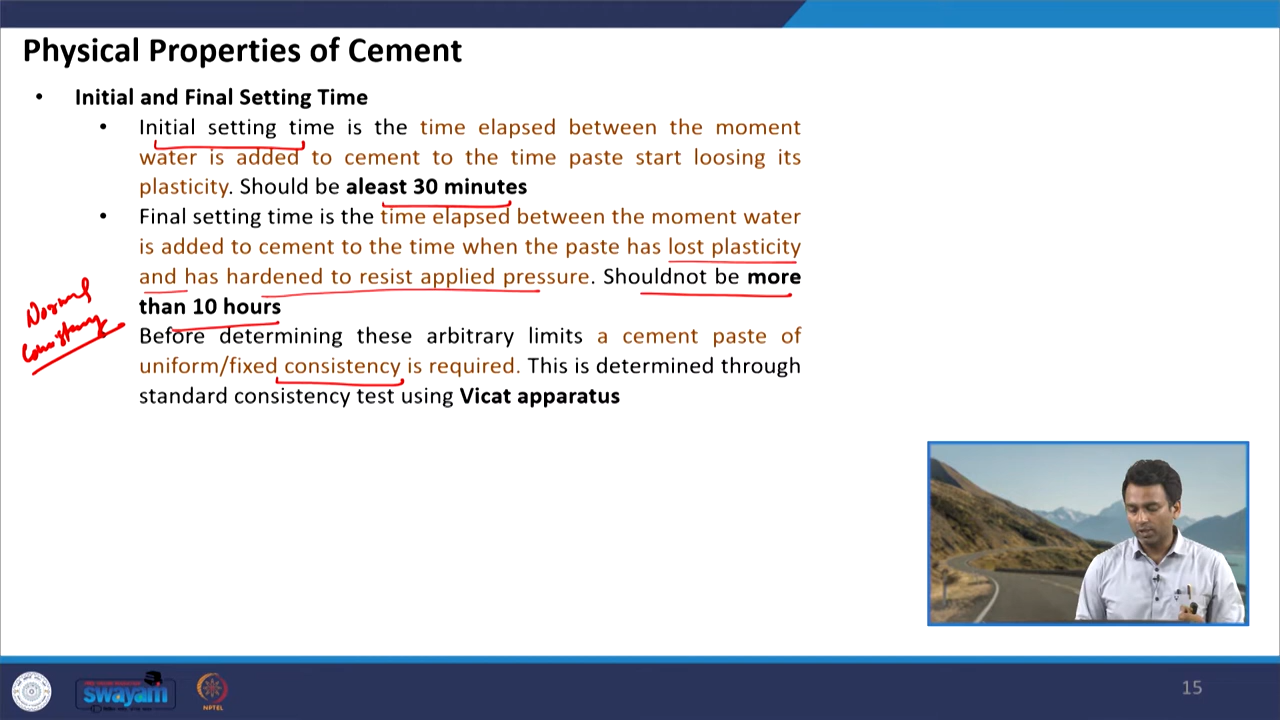 Physical Properties of Cement
• Initial and Final Setting Time
• Initial setting time is the time elapsed between the moment
water is added to cement to the time paste start loosing its
plasticity. Should be aleast 30 minutes
• Final setting time is the time elapsed between the moment water
is added to cement to the time when the paste has lost plasticity
and has hardened to resist applied pressure. Shouldnot be more
than 10 hours
Normal
Consistency
Before determining these arbitrary limits a cement paste of
uniform/fixed consistency is required. This is determined through
standard consistency test using Vicat apparatus
swayam
NPTEL
15